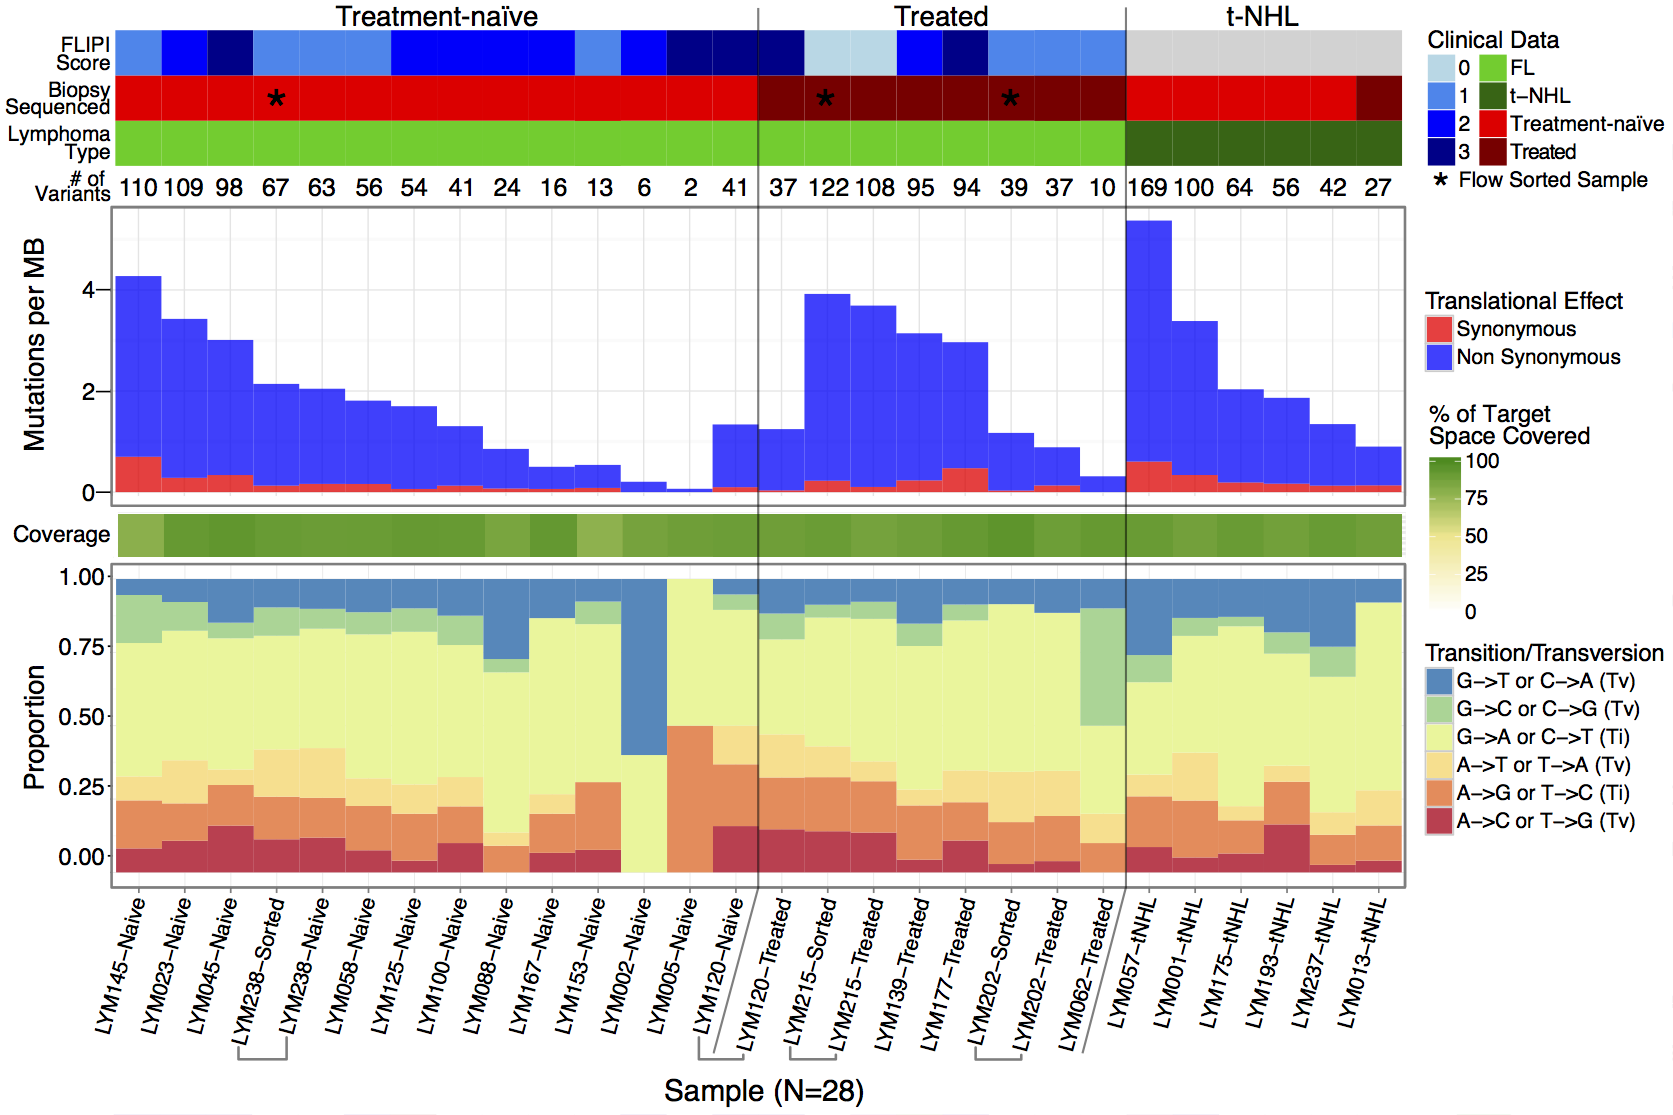 Treatment-naïve Treated t-NHL
FLIPI
Score
Biopsy
Sequenced
* * *
Lymphoma
Type
# of
Variants
110 109 98 67 63 56 54 41 24 16 13 6 2 41 37 122 108 95 94 39 37 10 169 100 64 56 42 27
Clinical Data
0 FL
1 t−NHL
2 Treatment-naïve
3 Treated
* Flow Sorted Sample
Mutations per MB
4
2
0
Translational Effect
Synonymous
Non Synonymous
% of Target
Space Covered
100
75
50
25
0
Coverage
Proportion
1.00
0.75
0.50
0.25
0.00
Transition/Transversion
G−>T or C−>A (Tv)
G−>C or C−>G (Tv)
G−>A or C−>T (Ti)
A−>T or T−>A (Tv)
A−>G or T−>C (Ti)
A−>C or T−>G (Tv)
LYM145−Naive
LYM023−Naive
LYM045−Naive
LYM238−Sorted
LYM238−Naive
LYM058−Naive
LYM125−Naive
LYM100−Naive
LYM088−Naive
LYM167−Naive
LYM153−Naive
LYM002−Naive
LYM005−Naive
LYM120−Naive
LYM120−Treated
LYM215−Sorted
LYM215−Treated
LYM139−Treated
LYM177−Treated
LYM202−Sorted
LYM202−Treated
LYM062−Treated
LYM057−tNHL
LYM001−tNHL
LYM175−tNHL
LYM193−tNHL
LYM237−tNHL
LYM013−tNHL
Sample (N=28)